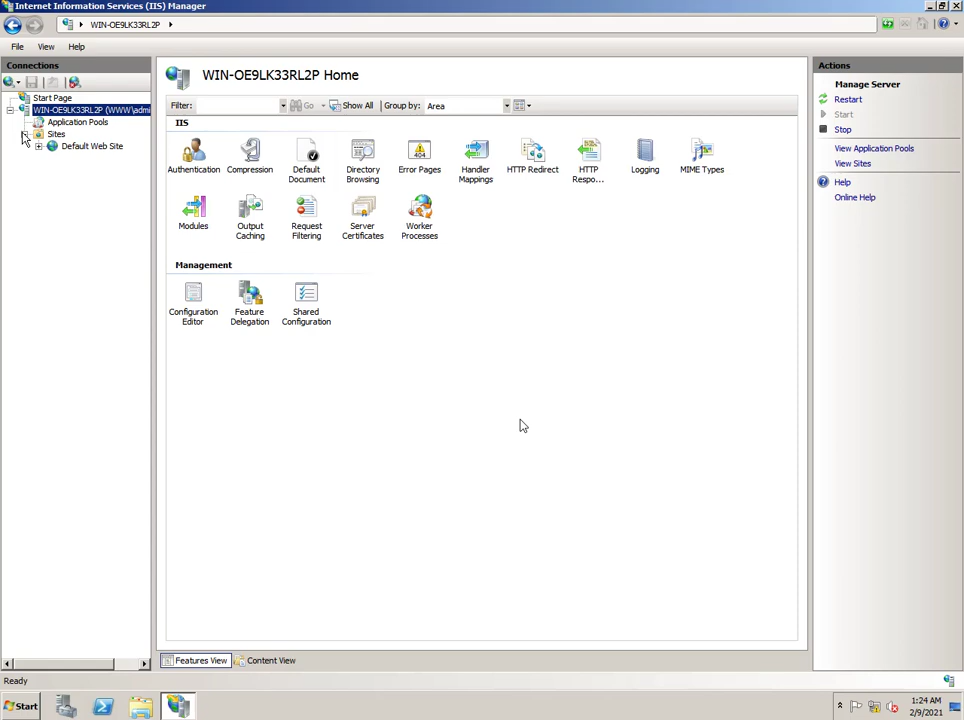 Internet Information Services (IIS) Manager
WIN-OE9LK33RL2P
File View Help
Connections
Start Page
WIN-OE9LK33RL2P (WWW\admi
Application Pools
Sites
Default Web Site
WIN-OE9LK33RL2P Home
Filter: Go Show All Group by: Area
IIS
Authentication
Compression
Default Document
Directory Browsing
Error Pages
Handler Mappings
HTTP Redirect
HTTP Respo...
Logging
MIME Types
Modules
Output Caching
Request Filtering
Server Certificates
Worker Processes
Management
Configuration Editor
Feature Delegation
Shared Configuration
Features View Content View
Actions
Manage Server
Restart
Start
Stop
View Application Pools
View Sites
Help
Online Help
Ready
Start
1:24 AM
2/9/2021